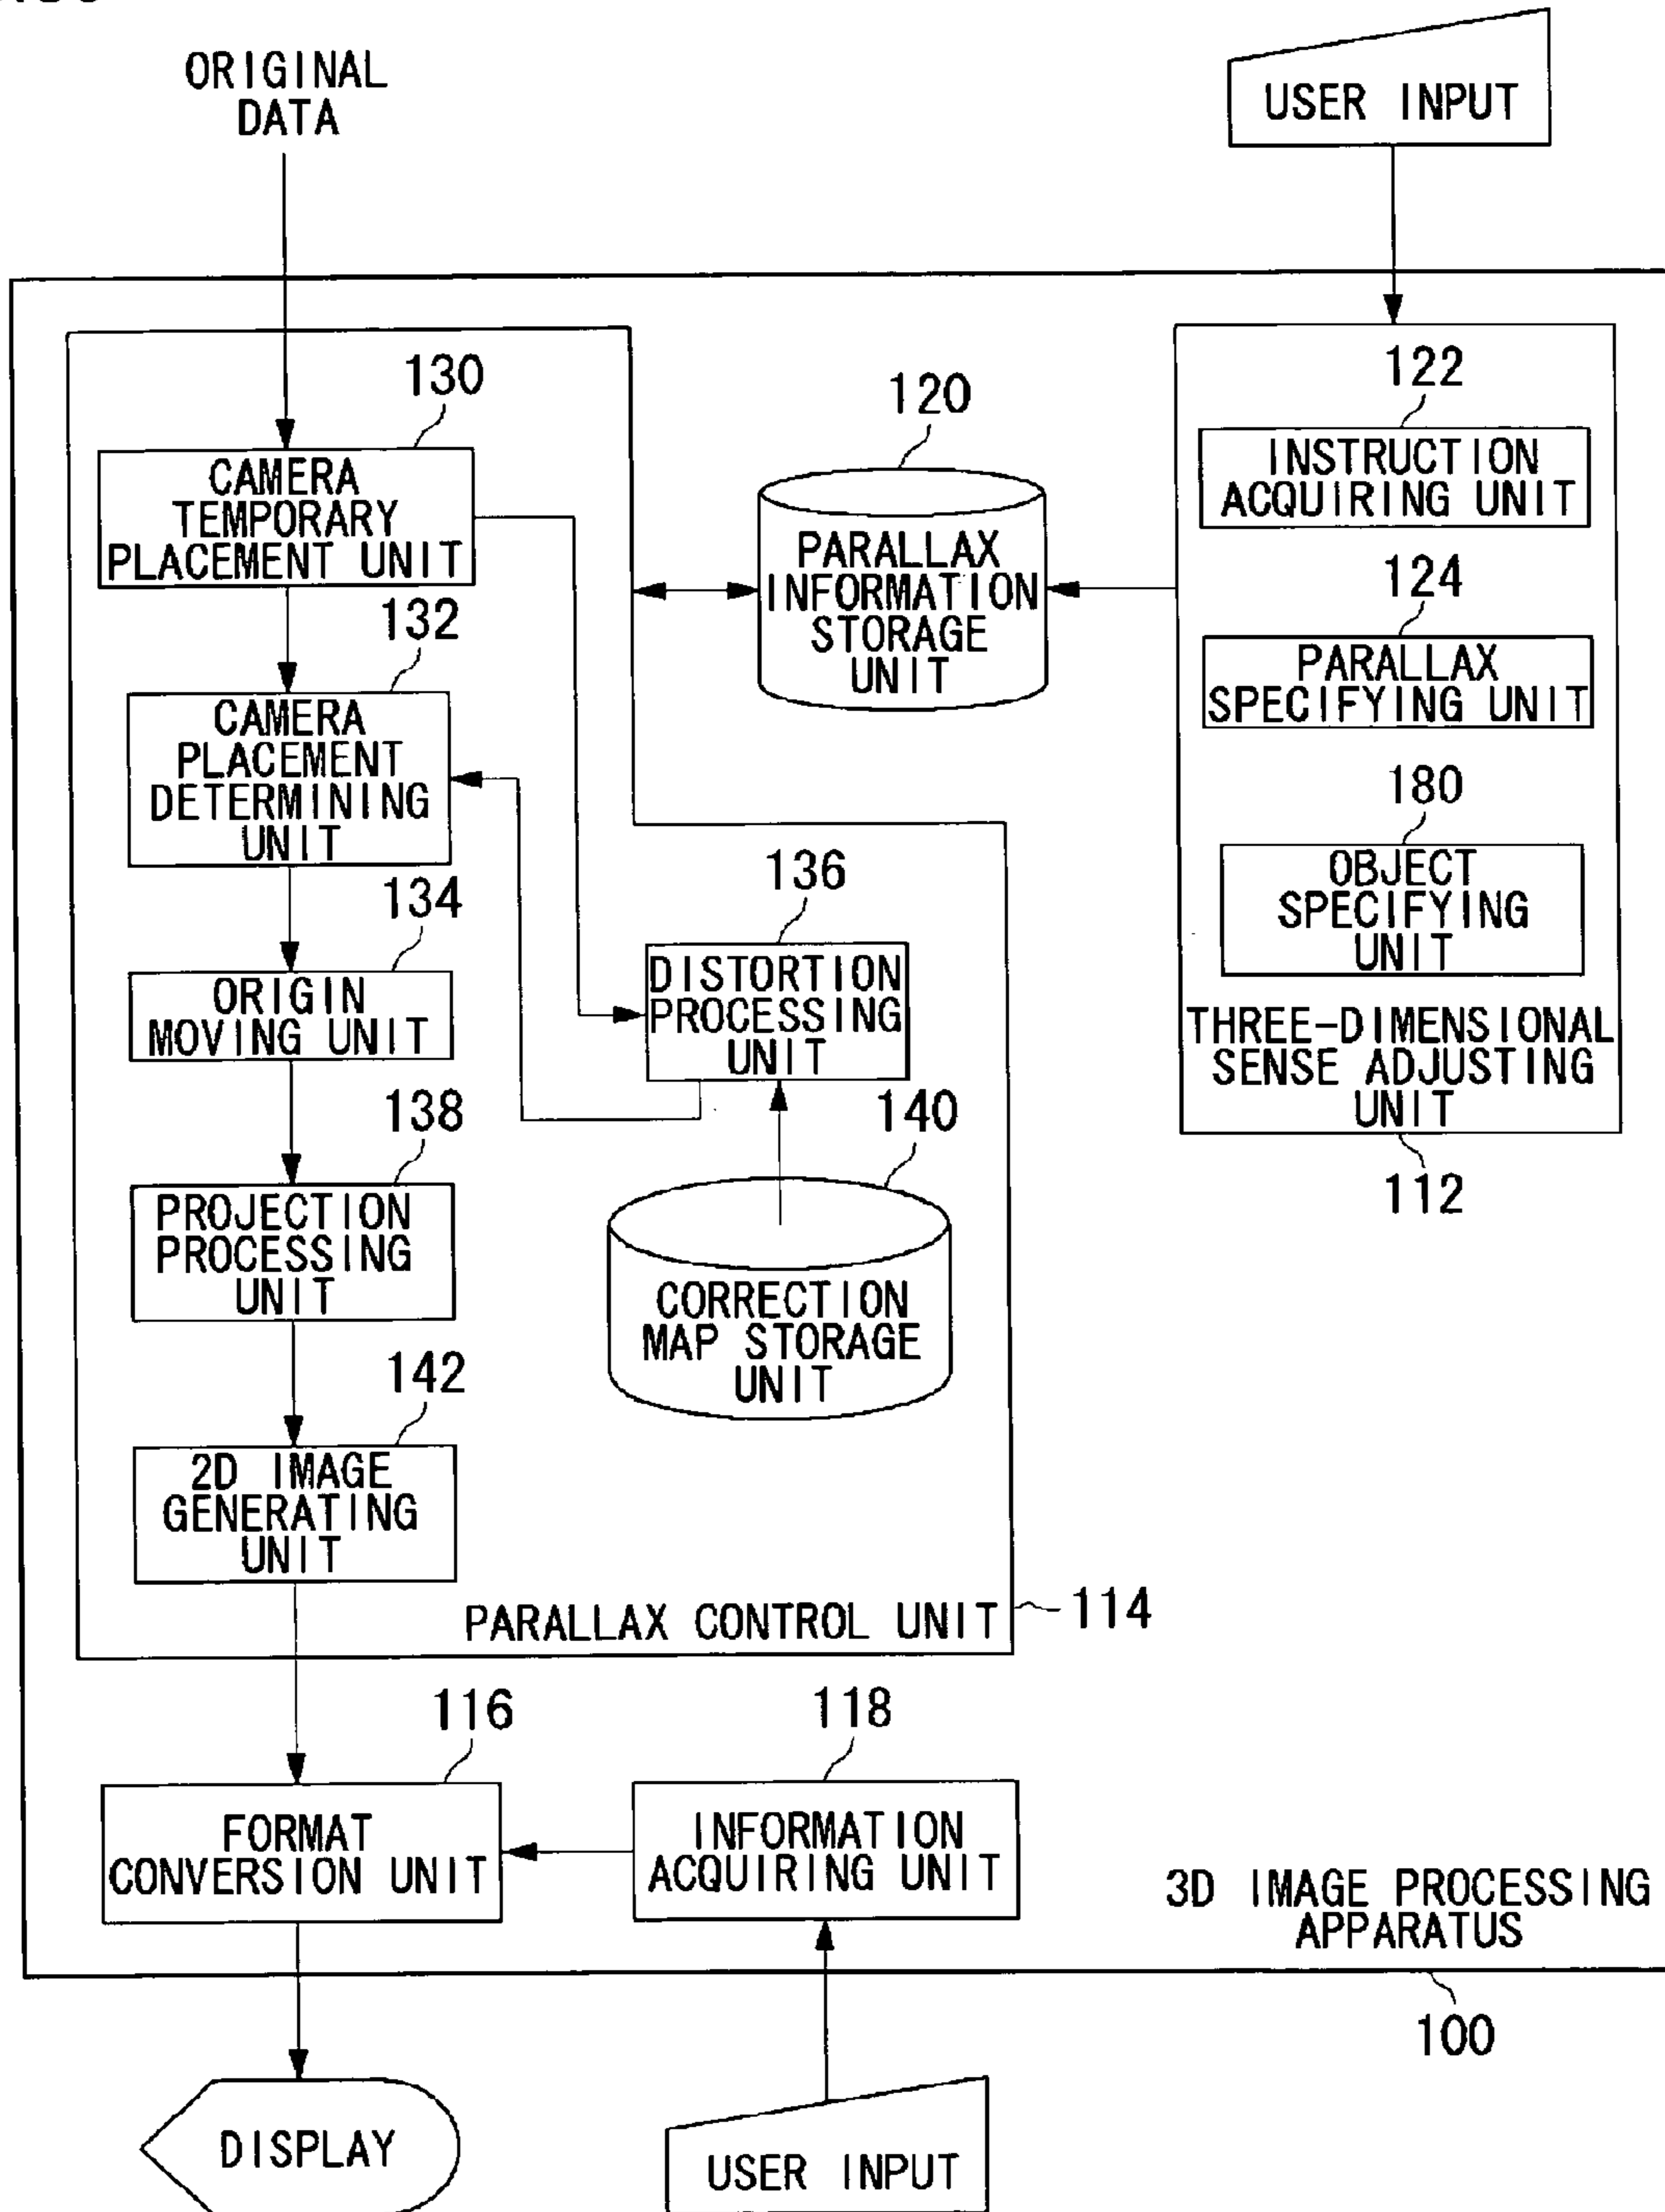 ORIGINAL
DATA
USER INPUT
130
CAMERA
TEMPORARY
PLACEMENT UNIT
120
PARALLAX
INFORMATION
STORAGE
UNIT
122
INSTRUCTION
ACQUIRING UNIT
124
PARALLAX
SPECIFYING UNIT
180
OBJECT
SPECIFYING
UNIT
THREE-DIMENSIONAL
SENSE ADJUSTING
UNIT
112
132
CAMERA
PLACEMENT
DETERMINING
UNIT
134
ORIGIN
MOVING UNIT
136
DISTORTION
PROCESSING
UNIT
138
PROJECTION
PROCESSING
UNIT
140
CORRECTION
MAP STORAGE
UNIT
142
2D IMAGE
GENERATING
UNIT
PARALLAX CONTROL UNIT
114
116
FORMAT
CONVERSION UNIT
118
INFORMATION
ACQUIRING UNIT
3D IMAGE PROCESSING
APPARATUS
100
DISPLAY
USER INPUT